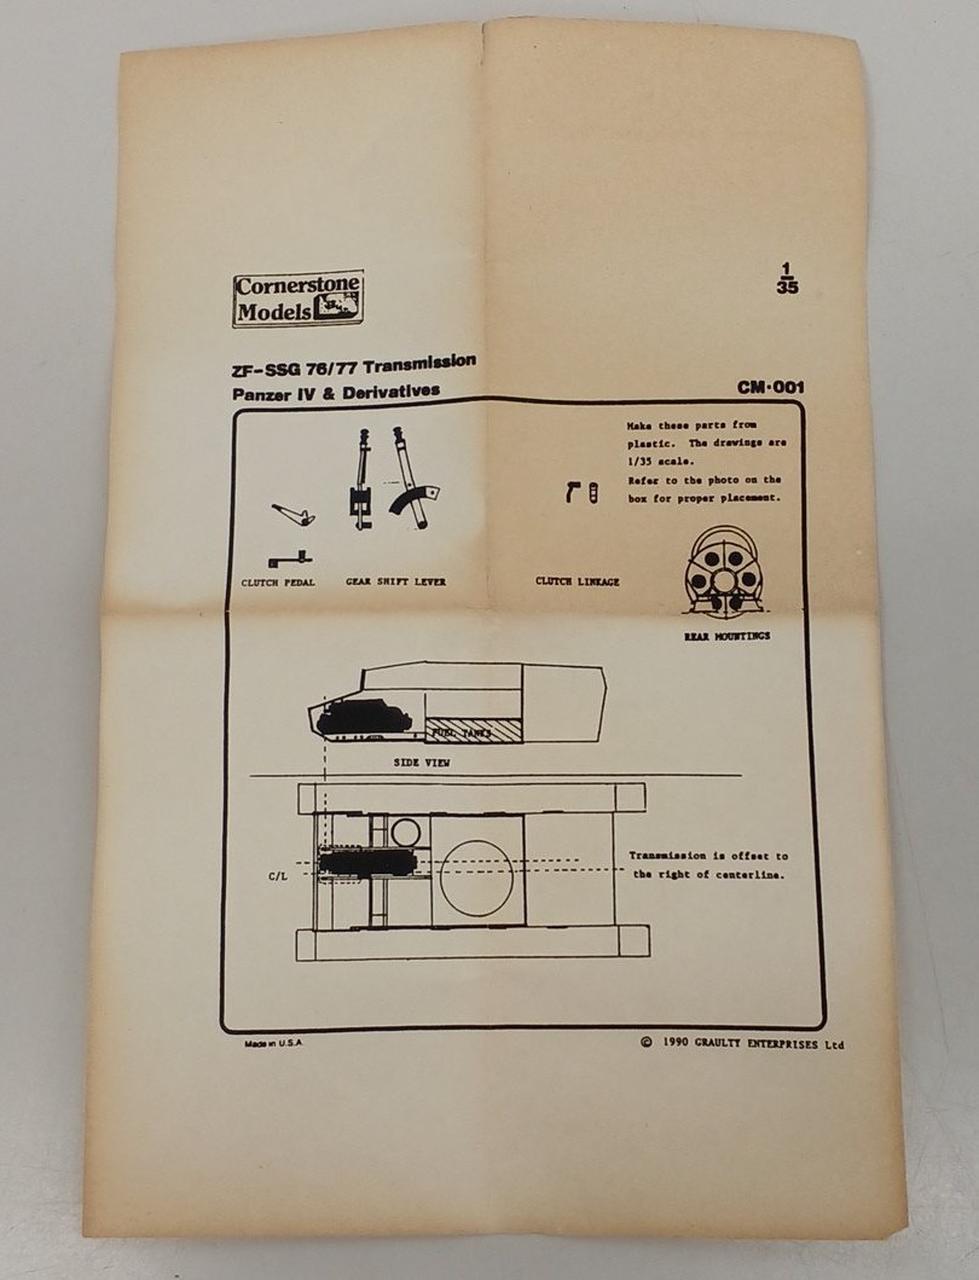 Cornerstone
Models
1
35
ZF-SSG 76/77 Transmission
Panzer IV & Derivatives
CM·001
Make these parts from
plastic. The drawings are
1/35 scale.
Refer to the photo on the
box for proper placement.
CLUTCH PEDAL
GEAR SHIFT LEVER
CLUTCH LINKAGE
REAR MOUNTINGS
FUEL TANKS
SIDE VIEW
Transmission is offset to
the right of centerline.
C/L
Made in U.S.A.
© 1990 GRAULTY ENTERPRISES Ltd